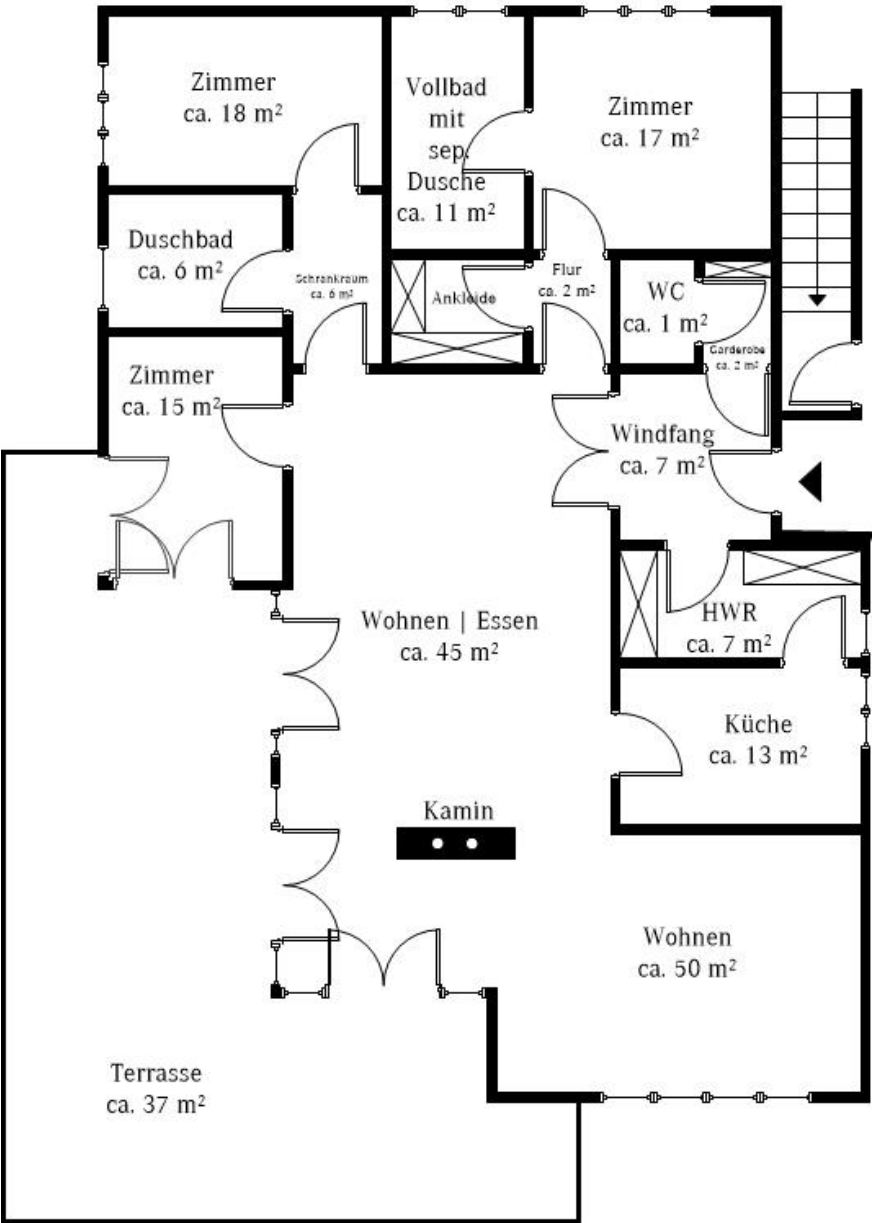 Zimmer
ca. 18 m²
Vollbad
mit
sep.
Dusche
ca. 11 m²
Zimmer
ca. 17 m²
Duschbad
ca. 6 m²
Schrankraum
ca. 6 m²
Ankleide
Flur
ca. 2 m²
WC
ca. 1 m²
Garderobe
ca. 2 m²
Zimmer
ca. 15 m²
Windfang
ca. 7 m²
Wohnen | Essen
ca. 45 m²
HWR
ca. 7 m²
Küche
ca. 13 m²
Kamin
Wohnen
ca. 50 m²
Terrasse
ca. 37 m²